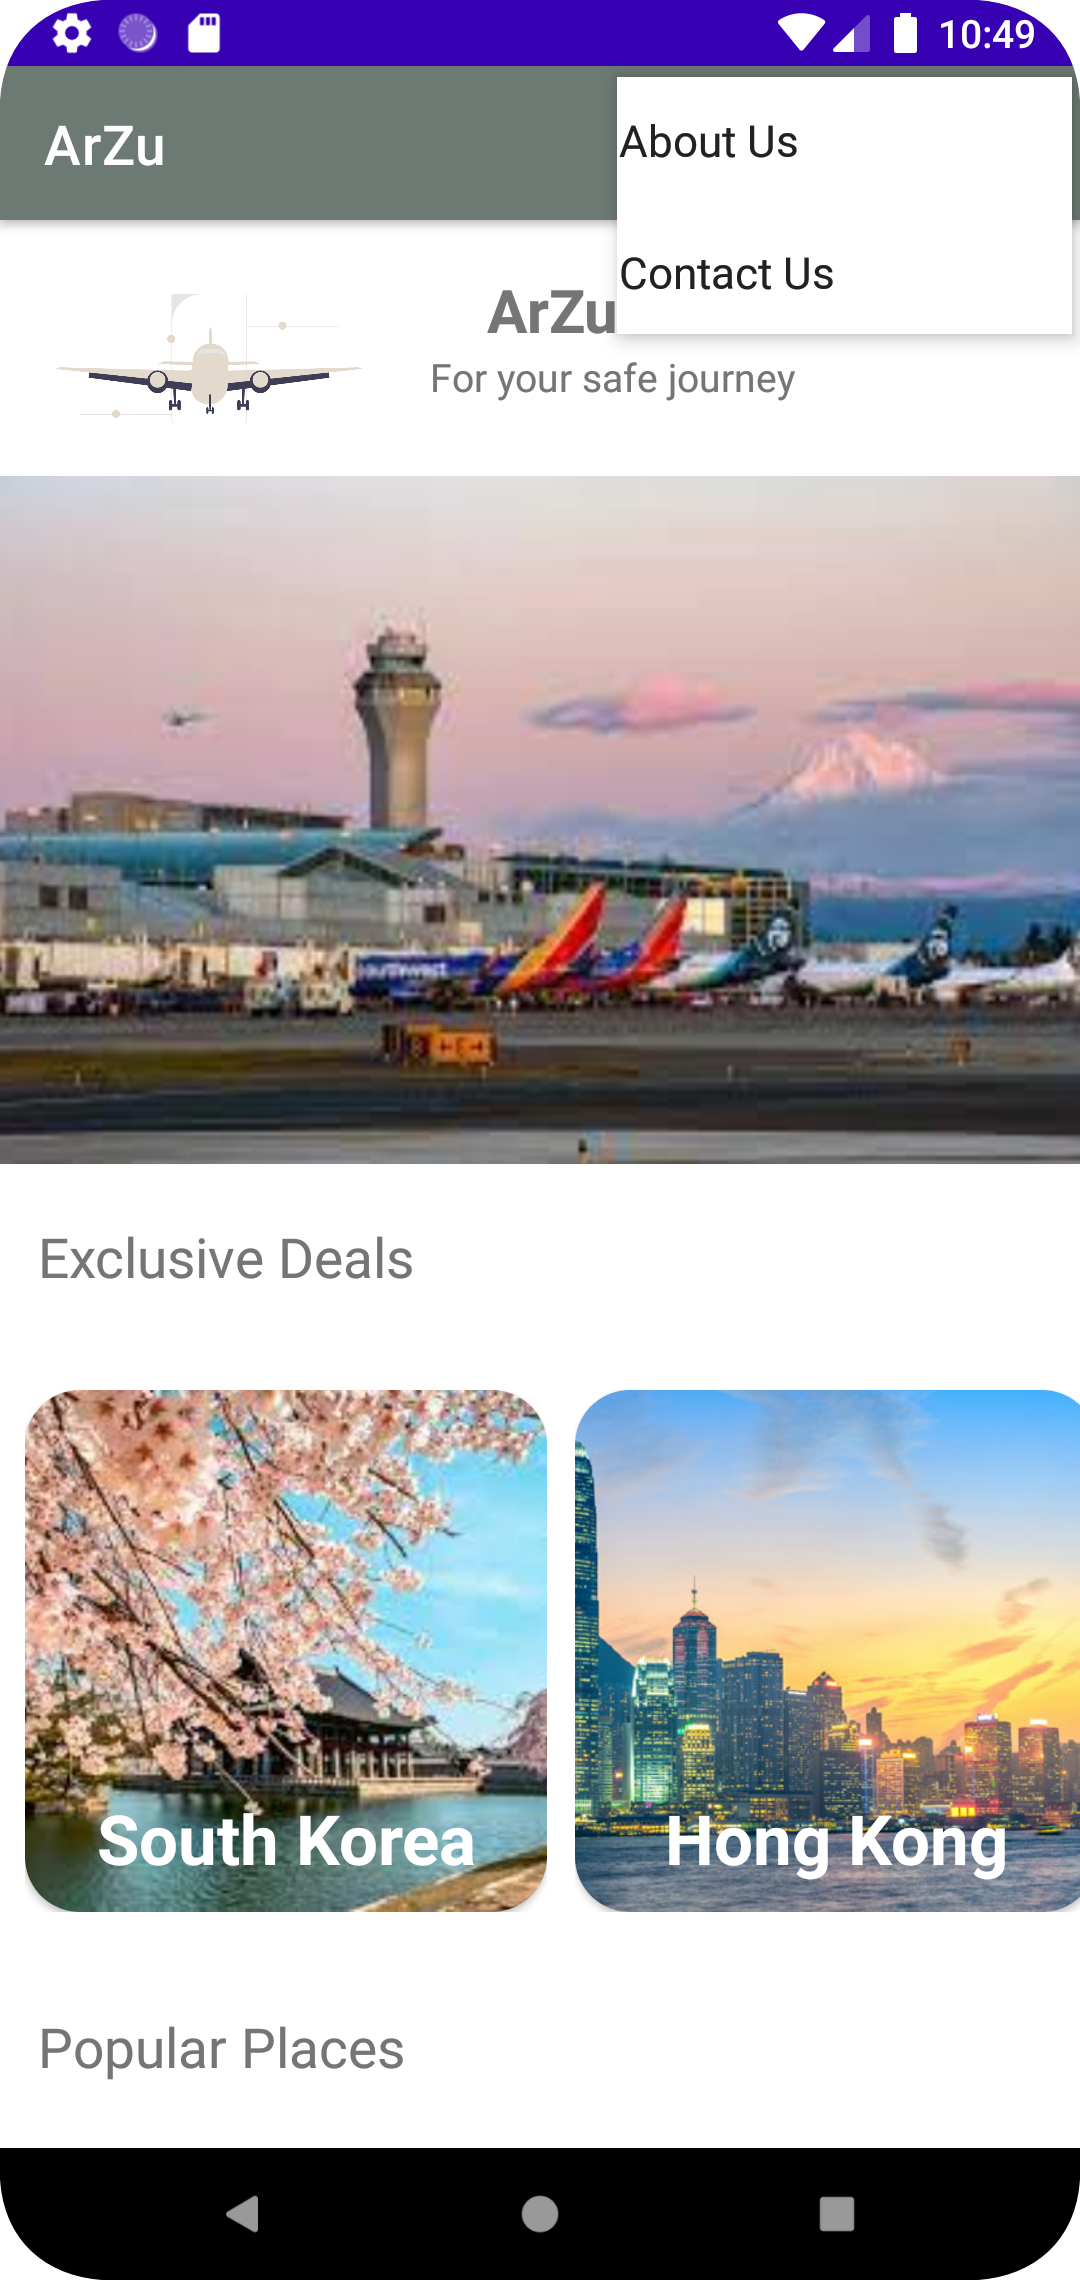 10:49
ArZu
About Us
Contact Us
ArZu
For your safe journey
southwest
Exclusive Deals
South Korea
Hong Kong
Popular Places